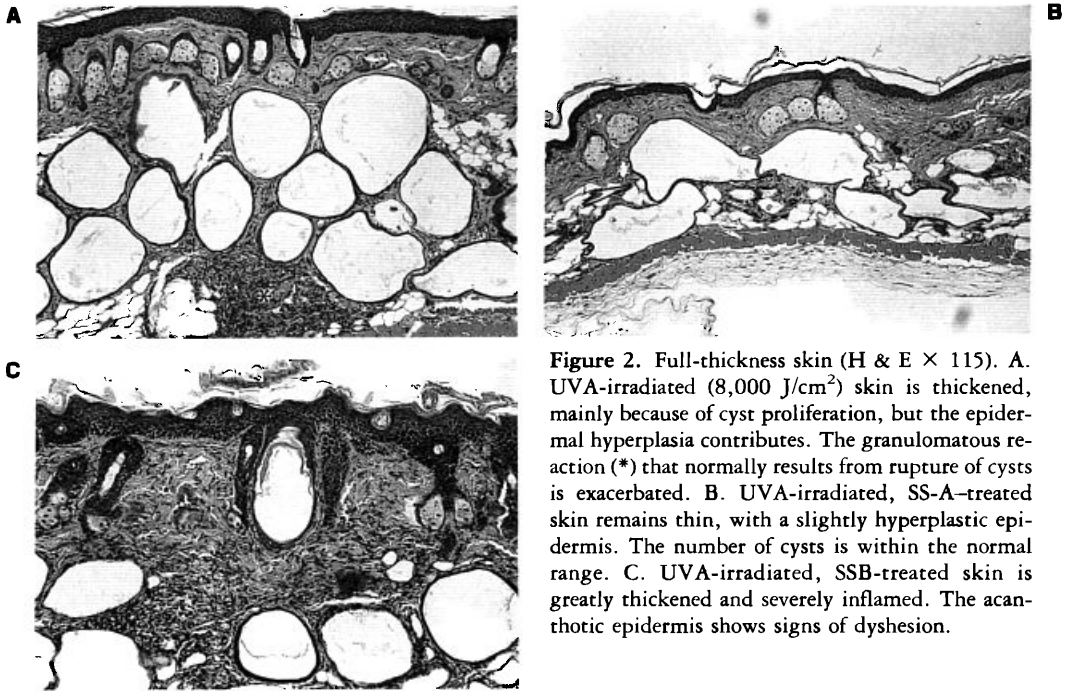 A
B
C
*
Figure 2. Full-thickness skin (H & E × 115). A.
UVA-irradiated (8,000 J/cm²) skin is thickened,
mainly because of cyst proliferation, but the epider-
mal hyperplasia contributes. The granulomatous re-
action (*) that normally results from rupture of cysts
is exacerbated. B. UVA-irradiated, SS-A–treated
skin remains thin, with a slightly hyperplastic epi-
dermis. The number of cysts is within the normal
range. C. UVA-irradiated, SSB-treated skin is
greatly thickened and severely inflamed. The acan-
thotic epidermis shows signs of dyshesion.